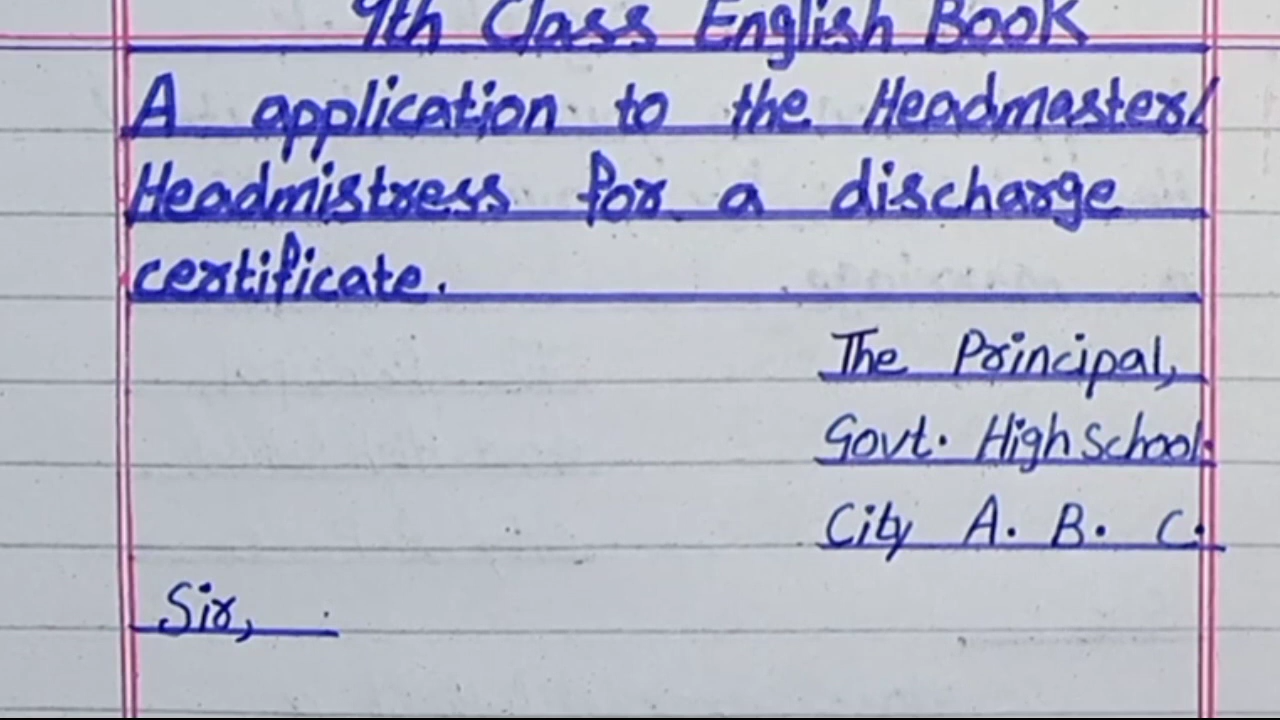 9th Class English Book
A application to the Headmaster/
Headmistress for a discharge
certificate.
The Principal,
Govt. High School.
City A. B. C.
Sir,